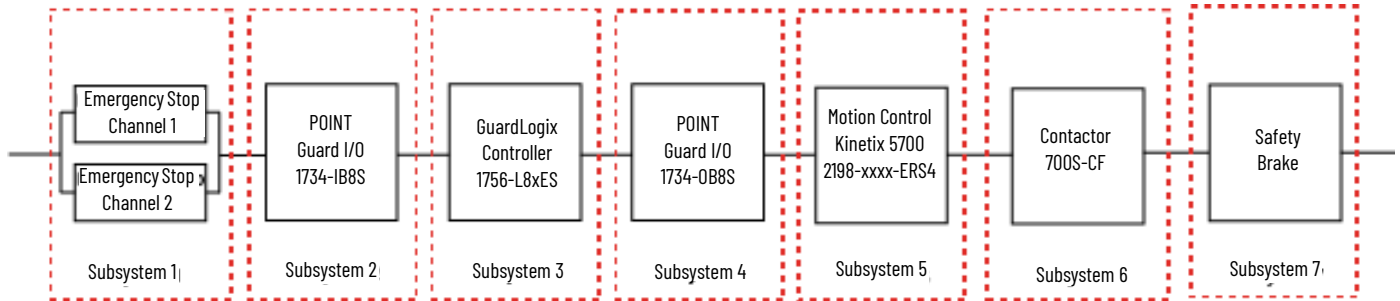 Emergency Stop
Channel 1
Emergency Stop
Channel 2
Subsystem 1
POINT
Guard I/O
1734-IB8S
Subsystem 2
GuardLogix
Controller
1756-L8xES
Subsystem 3
POINT
Guard I/O
1734-OB8S
Subsystem 4
Motion Control
Kinetix 5700
2198-xxxx-ERS4
Subsystem 5
Contactor
700S-CF
Subsystem 6
Safety
Brake
Subsystem 7